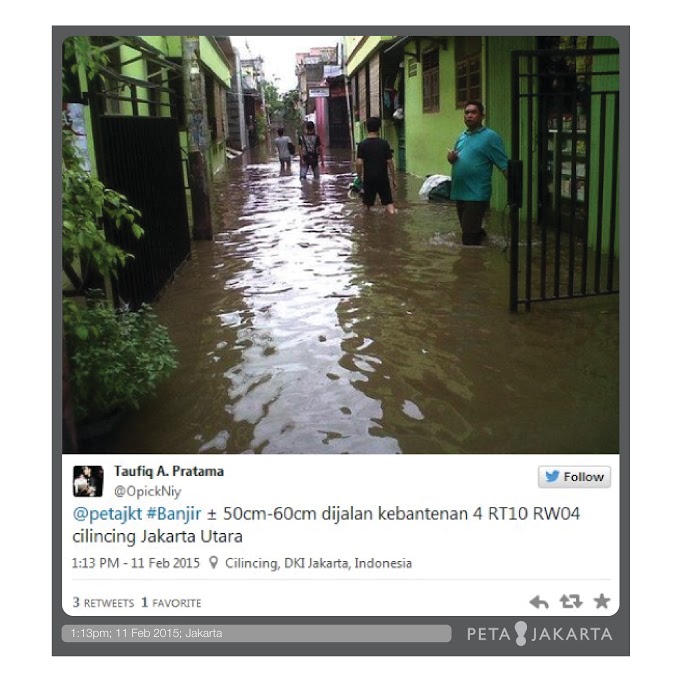 Taufiq A. Pratama
@OpickNiy
Follow
@petajkt #Banjir ± 50cm-60cm dijalan kebantenan 4 RT10 RW04
cilincing Jakarta Utara
1:13 PM - 11 Feb 2015 Cilincing, DKI Jakarta, Indonesia
3 RETWEETS 1 FAVORITE
1:13pm; 11 Feb 2015; Jakarta
PETA JAKARTA